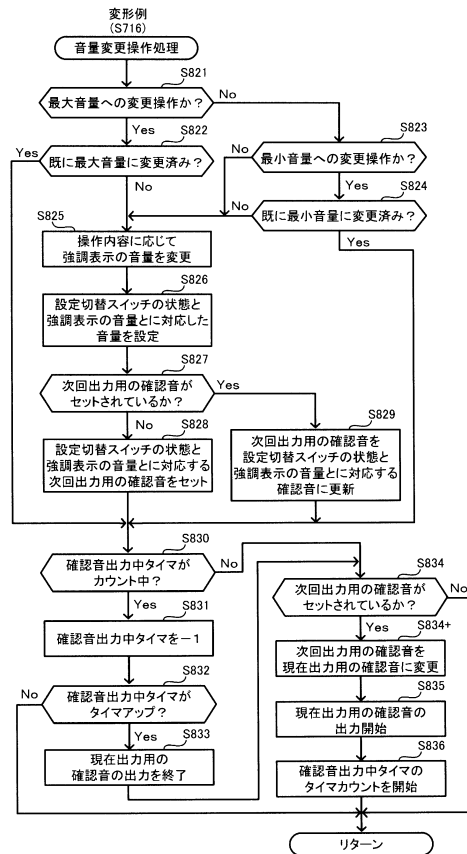 変形例
(S716)
音量変更操作処理
S821
最大音量への変更操作か?
No
Yes
S822
S823
Yes
既に最大音量に変更済み?
最小音量への変更操作か?
No
No
Yes
S824
No
既に最小音量に変更済み?
Yes
S825
操作内容に応じて
強調表示の音量を変更
S826
設定切替スイッチの状態と
強調表示の音量とに対応した
音量を設定
S827
次回出力用の確認音が
セットされているか?
Yes
No
S828
設定切替スイッチの状態と
強調表示の音量とに対応する
次回出力用の確認音をセット
S829
次回出力用の確認音を
設定切替スイッチの状態と
強調表示の音量とに対応する
確認音に更新
S830
確認音出力中タイマが
カウント中?
No
Yes
S831
確認音出力中タイマを-1
S832
No
確認音出力中タイマが
タイマアップ?
Yes
S833
現在出力用の
確認音の出力を終了
S834
次回出力用の確認音が
セットされているか?
No
Yes
S834+
次回出力用の確認音を
現在出力用の確認音に変更
S835
現在出力用の確認音の
出力開始
S836
確認音出力中タイマの
タイマカウントを開始
リターン